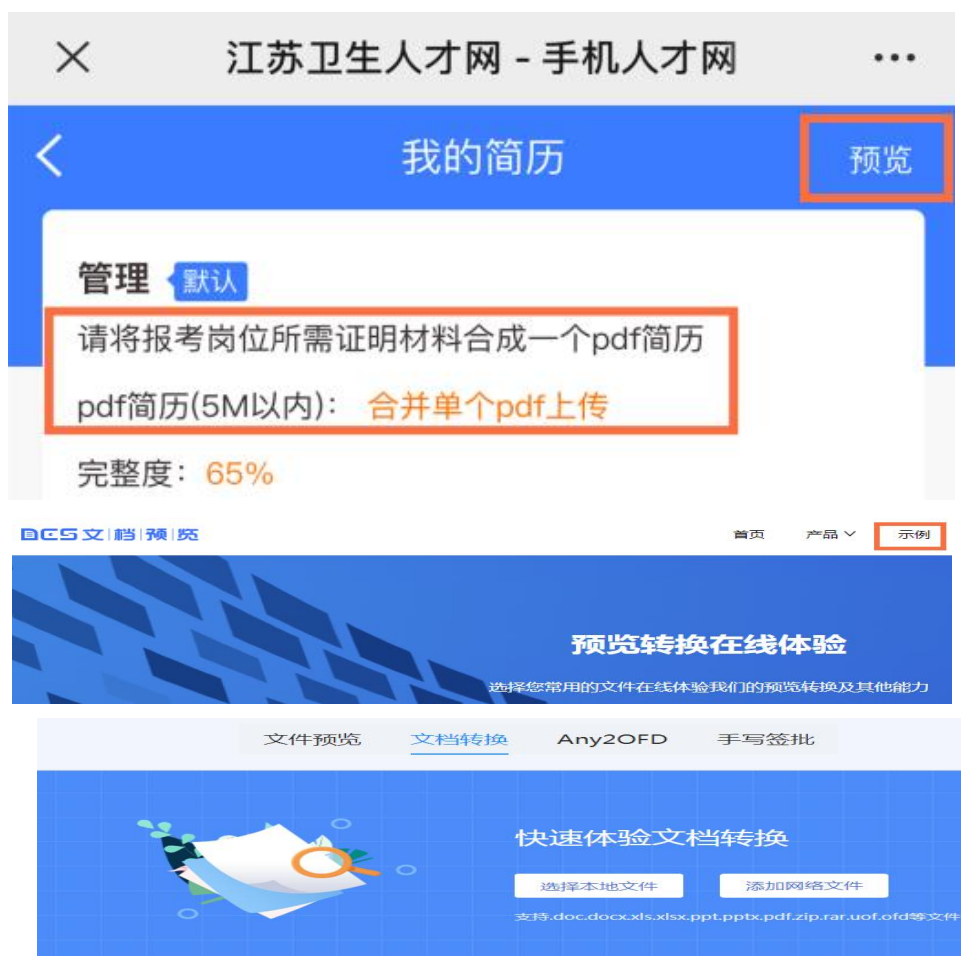 江苏卫生人才网 - 手机人才网
我的简历
预览
管理 默认
请将报考岗位所需证明材料合成一个pdf简历
pdf简历(5M以内)： 合并单个pdf上传
完整度：65%
DCS文档预览
首页 产品 示例
预览转换在线体验
选择您常用的文件在线体验我们的预览转换及其他能力
文件预览 文档转换 Any2OFD 手写签批
快速体验文档转换
选择本地文件 添加网络文件
支持.doc.docx.xls.xlsx.ppt.pptx.pdf.zip.rar.uof.ofd等文件